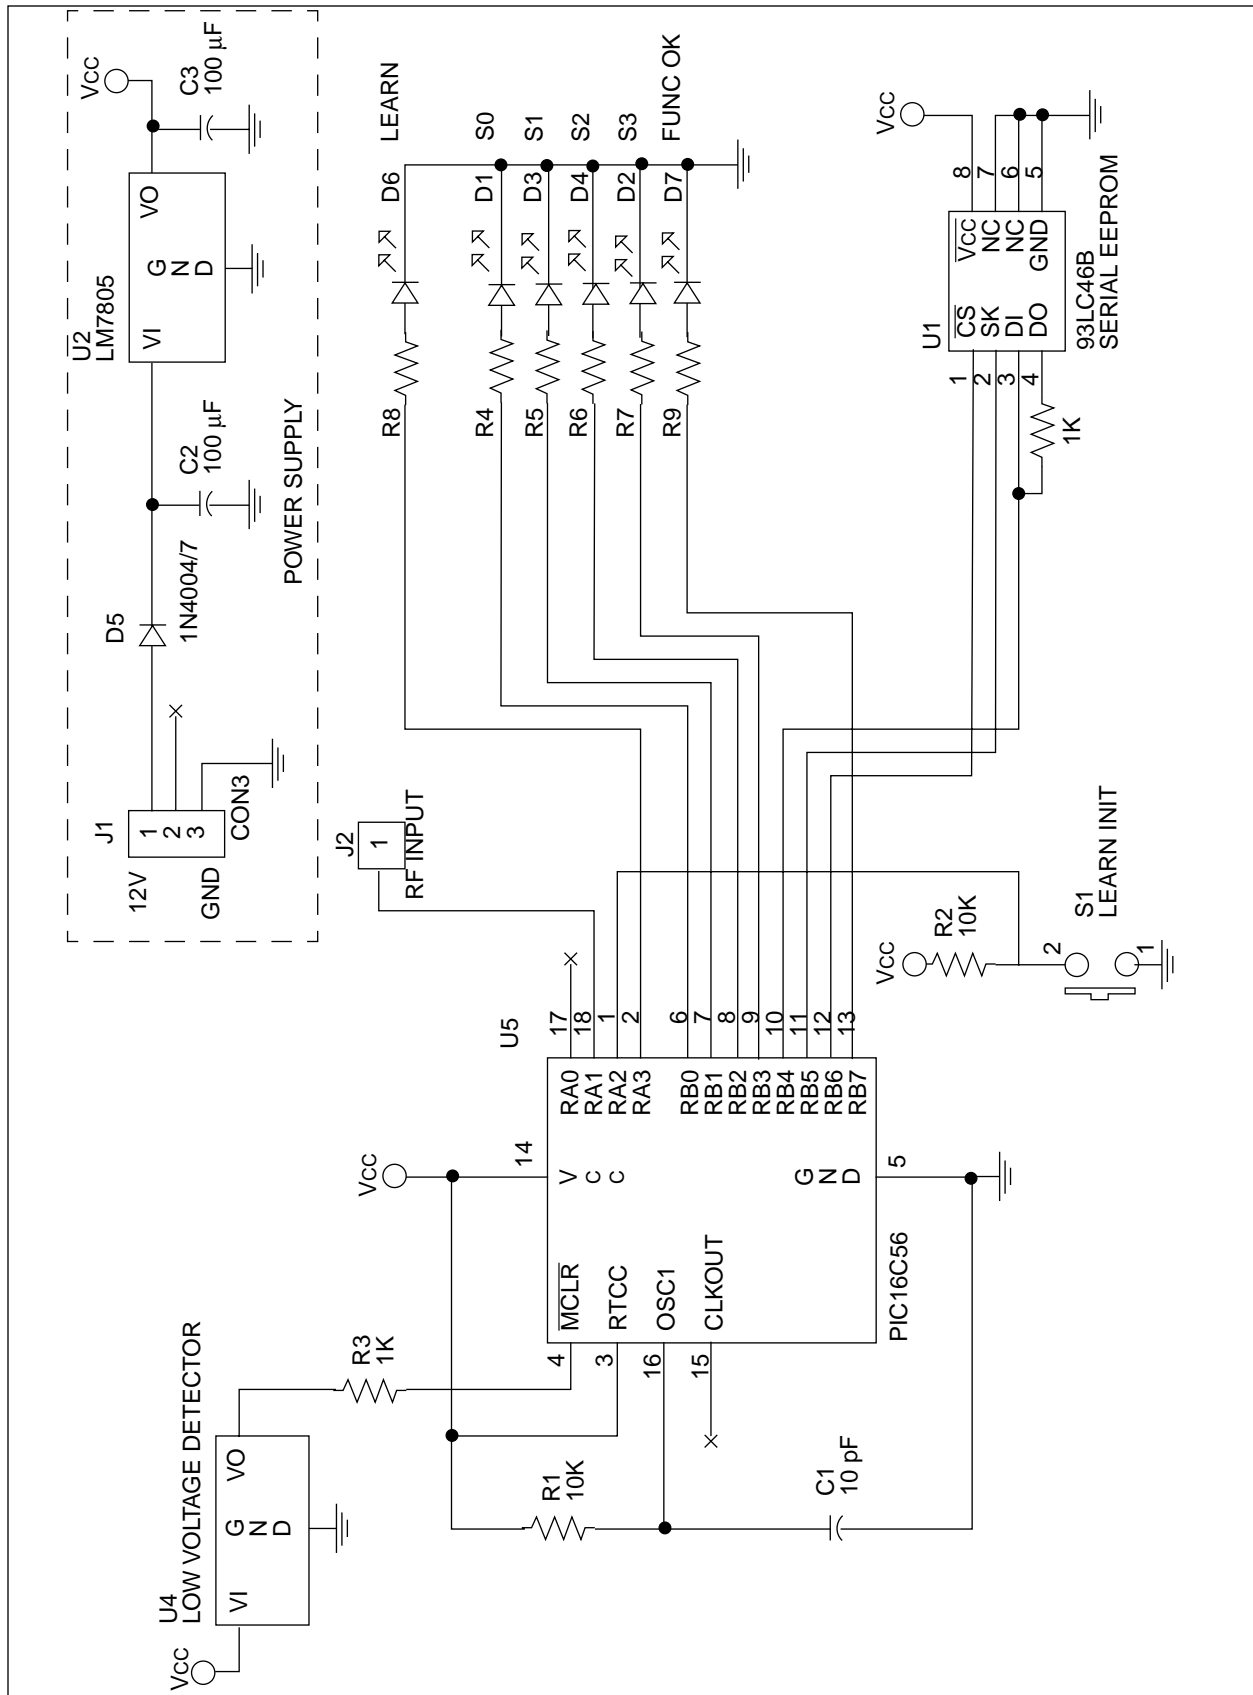 U4
LOW VOLTAGE DETECTOR
VI
VO
G
N
D
VCC
R3
1K
R1
10K
C1
10 pF
VCC
U5
PIC16C56
14
V
C
C
G
N
D
5
4
MCLR
3
RTCC
16
OSC1
15
CLKOUT
RA0
17
RA1
18
RA2
1
RA3
2
RB0
6
RB1
7
RB2
8
RB3
9
RB4
10
RB5
11
RB6
12
RB7
13
J2
1
RF INPUT
VCC
R2
10K
2
1
S1
LEARN INIT
J1
12V
1
2
3
GND
CON3
D5
1N4004/7
C2
100 µF
U2
LM7805
VI
VO
G
N
D
VCC
C3
100 µF
POWER SUPPLY
R8
D6
LEARN
R4
D1
S0
R5
D3
S1
R6
D4
S2
R7
D2
S3
R9
D7
FUNC OK
U1
1
CS
VCC
8
2
SK
NC
7
3
DI
NC
6
4
DO
GND
5
93LC46B
SERIAL EEPROM
1K
VCC